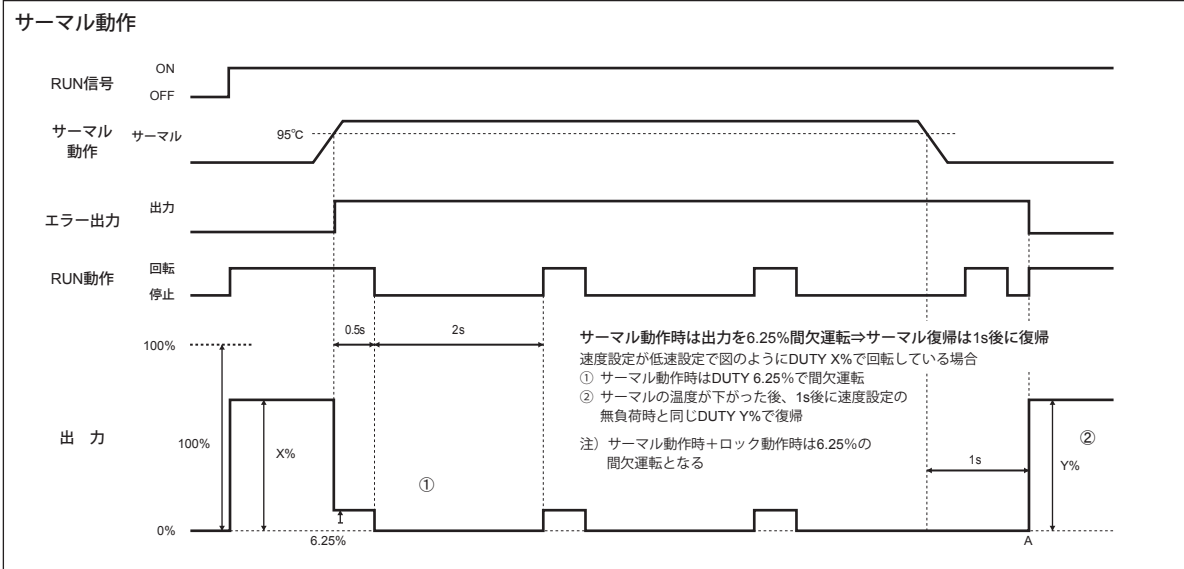 サーマル動作
RUN信号
ON
OFF
サーマル
動作
サーマル
95℃
エラー出力
出力
RUN動作
回転
停止
0.5s
2s
サーマル動作時は出力を6.25%間欠運転⇒サーマル復帰は1s後に復帰
速度設定が低速設定で図のようにDUTY X%で回転している場合
① サーマル動作時はDUTY 6.25%で間欠運転
② サーマルの温度が下がった後、1s後に速度設定の
無負荷時と同じDUTY Y%で復帰
注）サーマル動作時＋ロック動作時は6.25%の
間欠運転となる
100%
出 力
100%
X%
①
1s
Y%
②
0%
6.25%
A